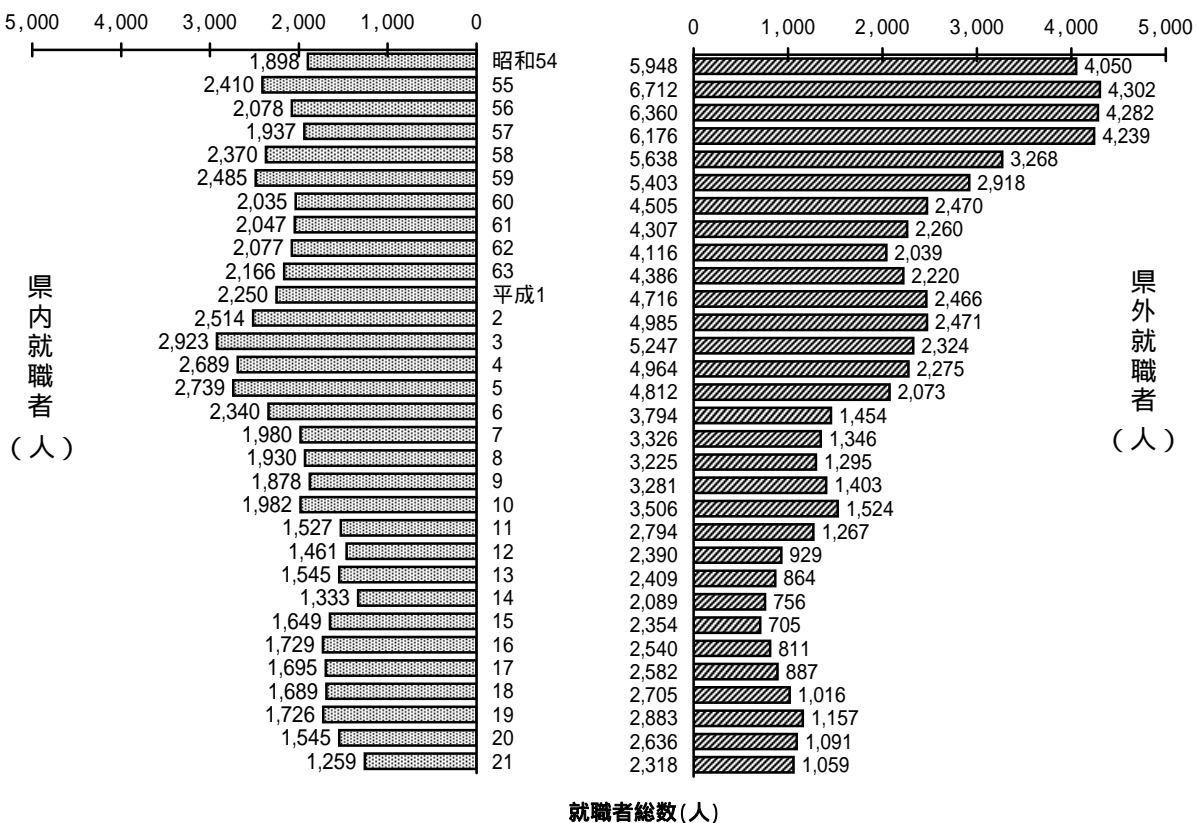 5,000 4,000 3,000 2,000 1,000 0 0 1,000 2,000 3,000 4,000 5,000
1,898 昭和54 5,948 4,050
2,410 55 6,712 4,302
2,078 56 6,360 4,282
1,937 57 6,176 4,239
2,370 58 5,638 3,268
2,485 59 5,403 2,918
2,035 60 4,505 2,470
2,047 61 4,307 2,260
2,077 62 4,116 2,039
2,166 63 4,386 2,220
2,250 平成1 4,716 2,466
2,514 2 4,985 2,471
2,923 3 5,247 2,324
2,689 4 4,964 2,275
2,739 5 4,812 2,073
2,340 6 3,794 1,454
1,980 7 3,326 1,346
1,930 8 3,225 1,295
1,878 9 3,281 1,403
1,982 10 3,506 1,524
1,527 11 2,794 1,267
1,461 12 2,390 929
1,545 13 2,409 864
1,333 14 2,089 756
1,649 15 2,354 705
1,729 16 2,540 811
1,695 17 2,582 887
1,689 18 2,705 1,016
1,726 19 2,883 1,157
1,545 20 2,636 1,091
1,259 21 2,318 1,059
県内就職者(人)
県外就職者(人)
就職者総数(人)